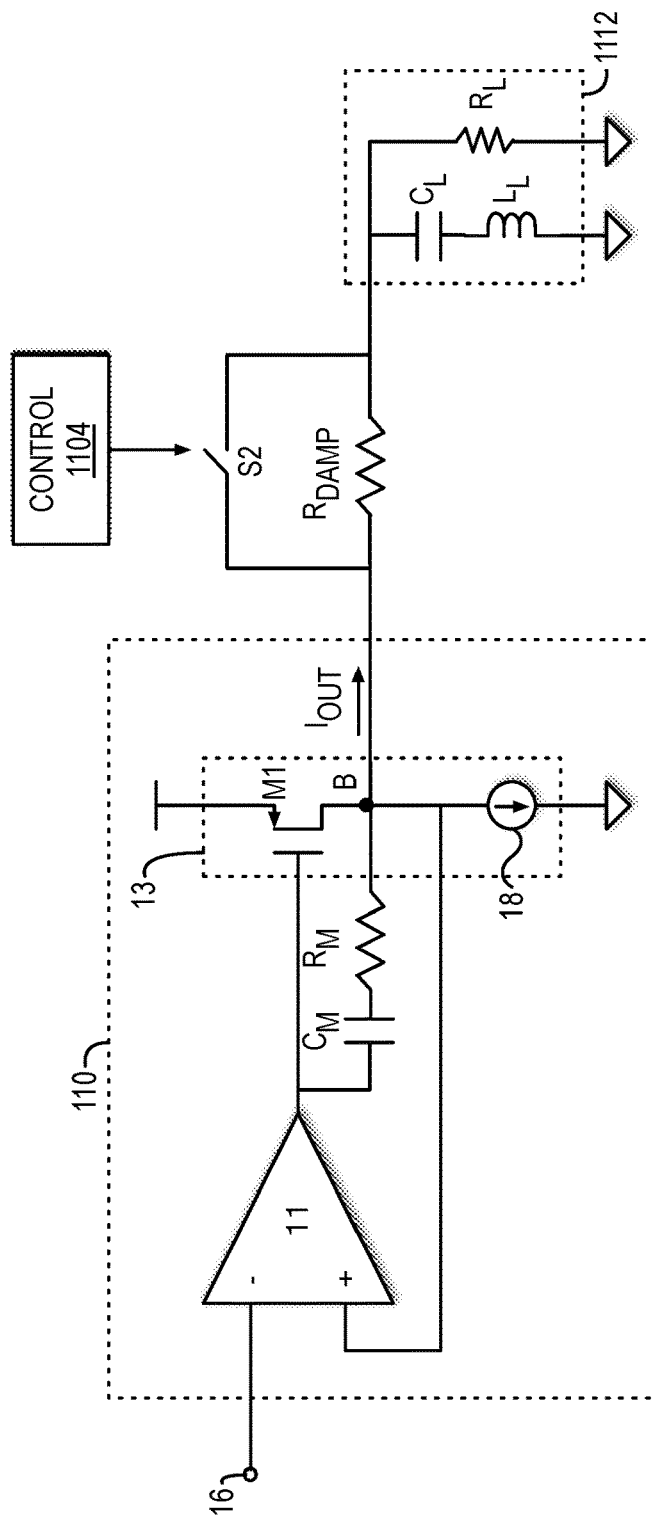 CONTROL
1104
S2
R_DAMP
1112
C_L
R_L
L_L
110
13
M1
B
I_OUT
C_M
R_M
18
11
-
+
16